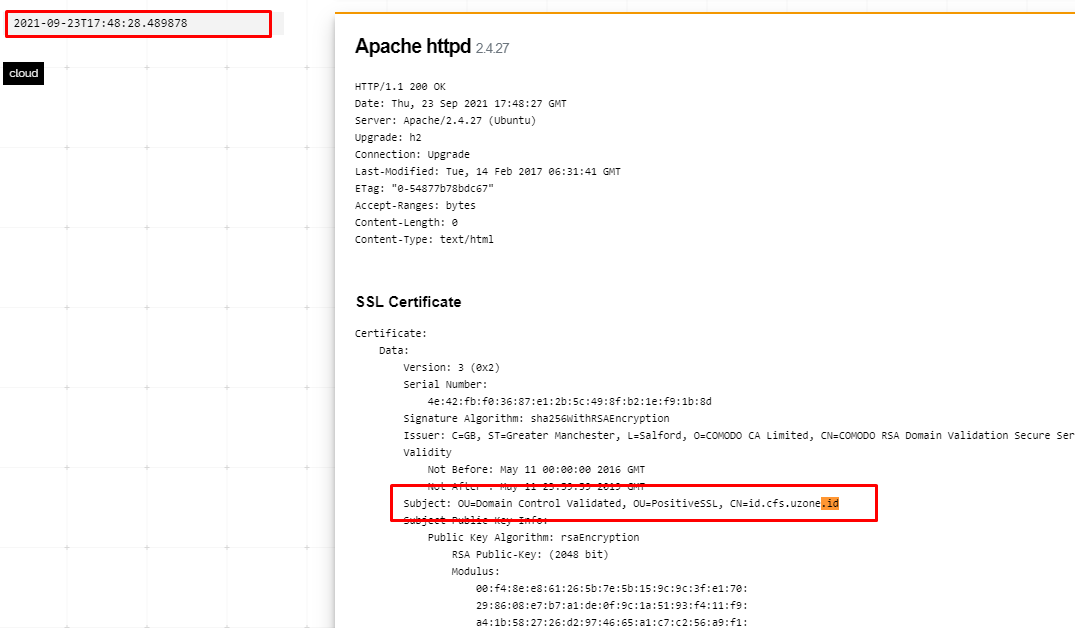 2021-09-23T17:48:28.489878
cloud
Apache httpd 2.4.27
HTTP/1.1 200 OK
Date: Thu, 23 Sep 2021 17:48:27 GMT
Server: Apache/2.4.27 (Ubuntu)
Upgrade: h2
Connection: Upgrade
Last-Modified: Tue, 14 Feb 2017 06:31:41 GMT
ETag: "0-54877b78bdc67"
Accept-Ranges: bytes
Content-Length: 0
Content-Type: text/html
SSL Certificate
Certificate:
Data:
Version: 3 (0x2)
Serial Number:
4e:42:fb:f0:36:87:e1:2b:5c:49:8f:b2:1e:f9:1b:8d
Signature Algorithm: sha256WithRSAEncryption
Issuer: C=GB, ST=Greater Manchester, L=Salford, O=COMODO CA Limited, CN=COMODO RSA Domain Validation Secure Ser
Validity
Not Before: May 11 00:00:00 2016 GMT
Not After : May 11 23:59:59 2019 GMT
Subject: OU=Domain Control Validated, OU=PositiveSSL, CN=id.cfs.uzone.id
Subject Public Key Info:
Public Key Algorithm: rsaEncryption
RSA Public-Key: (2048 bit)
Modulus:
00:f4:8e:e8:61:26:5b:7e:5b:15:9c:9c:3f:e1:70:
29:86:08:e7:b7:a1:de:0f:9c:1a:51:93:f4:11:f9:
a4:1b:58:27:26:d2:97:46:65:a1:c7:c2:56:a9:f1: